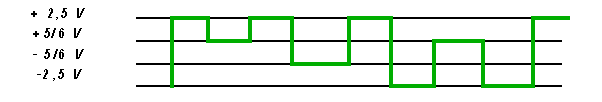 + 2,5 V
+ 5/6 V
- 5/6 V
-2,5 V